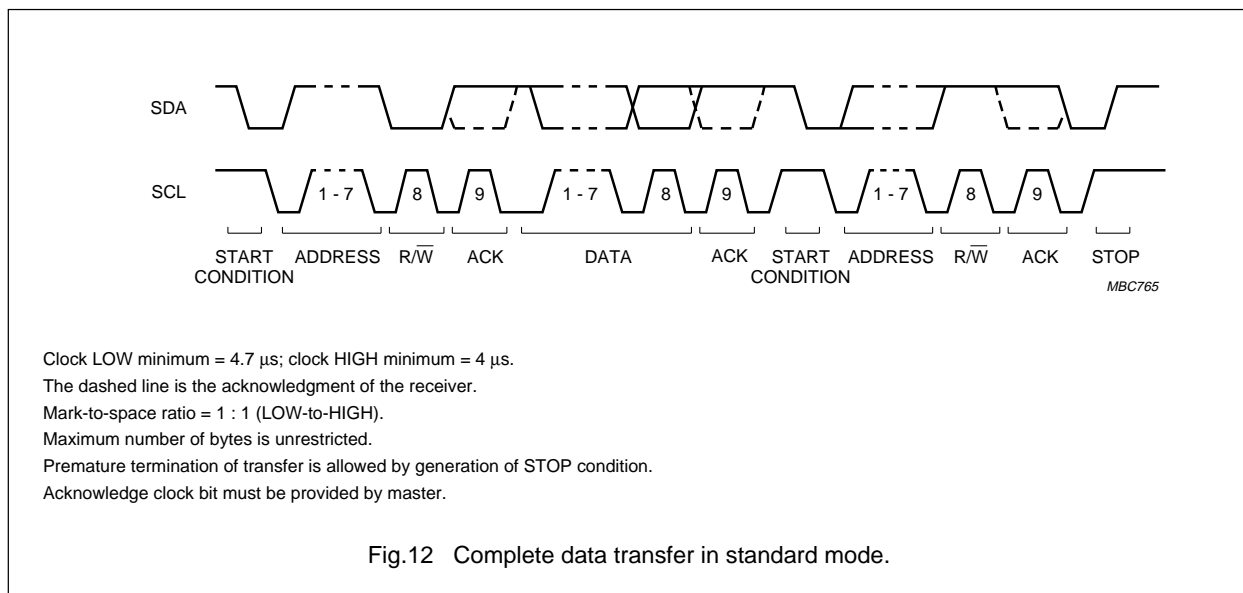 SDA
SCL
1 - 7 8 9 1 - 7 8 9 1 - 7 8 9
START CONDITION ADDRESS R/W̅ ACK DATA ACK START CONDITION ADDRESS R/W̅ ACK STOP
MBC765
Clock LOW minimum = 4.7 µs; clock HIGH minimum = 4 µs.
The dashed line is the acknowledgment of the receiver.
Mark-to-space ratio = 1 : 1 (LOW-to-HIGH).
Maximum number of bytes is unrestricted.
Premature termination of transfer is allowed by generation of STOP condition.
Acknowledge clock bit must be provided by master.
Fig.12 Complete data transfer in standard mode.